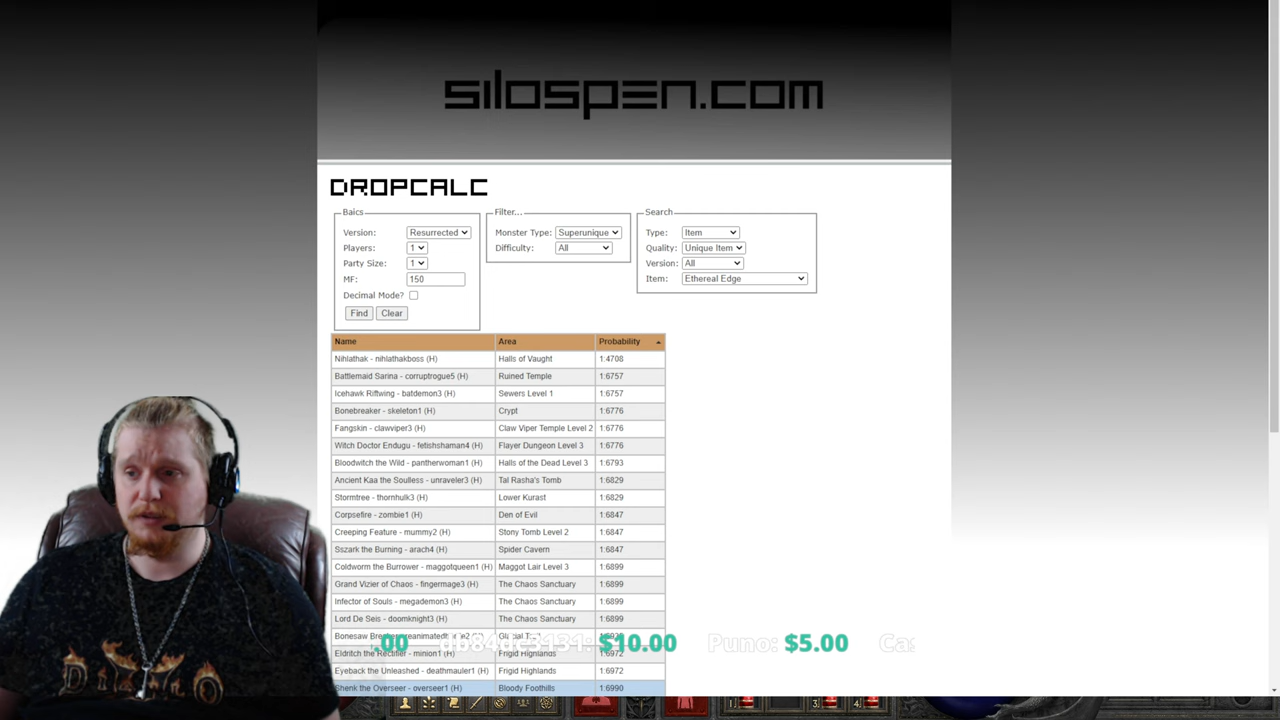 silospen.com
DROPCALC
Baics
Version: Resurrected
Players: 1
Party Size: 1
MF: 150
Decimal Mode?
Find Clear
Filter...
Monster Type: Superunique
Difficulty: All
Search
Type: Item
Quality: Unique Item
Version: All
Item: Ethereal Edge
Name Area Probability
Nihlathak - nihlathakboss (H) Halls of Vaught 1:4708
Battlemaid Sarina - corruptrogue5 (H) Ruined Temple 1:6757
Icehawk Riftwing - batdemon3 (H) Sewers Level 1 1:6757
Bonebreaker - skeleton1 (H) Crypt 1:6776
Fangskin - clawviper3 (H) Claw Viper Temple Level 2 1:6776
Witch Doctor Endugu - fetishshaman4 (H) Flayer Dungeon Level 3 1:6776
Bloodwitch the Wild - pantherwoman1 (H) Halls of the Dead Level 3 1:6793
Ancient Kaa the Soulless - unraveler3 (H) Tal Rasha's Tomb 1:6829
Stormtree - thornhulk3 (H) Lower Kurast 1:6829
Corpsefire - zombie1 (H) Den of Evil 1:6847
Creeping Feature - mummy2 (H) Stony Tomb Level 2 1:6847
Sszark the Burning - arach4 (H) Spider Cavern 1:6847
Coldworm the Burrower - maggotqueen1 (H) Maggot Lair Level 3 1:6899
Grand Vizier of Chaos - fingermage3 (H) The Chaos Sanctuary 1:6899
Infector of Souls - megademon3 (H) The Chaos Sanctuary 1:6899
Lord De Seis - doomknight3 (H) The Chaos Sanctuary 1:6899
Bonesaw
.00 $10.00 Puno: $5.00
Eldritch the Rectifier - minion1 (H) Frigid Highlands 1:6972
Eyeback the Unleashed - deathmauler1 (H) Frigid Highlands 1:6972
Shenk the Overseer - overseer1 (H) Bloody Foothills 1:6990
DIABLO
3 4